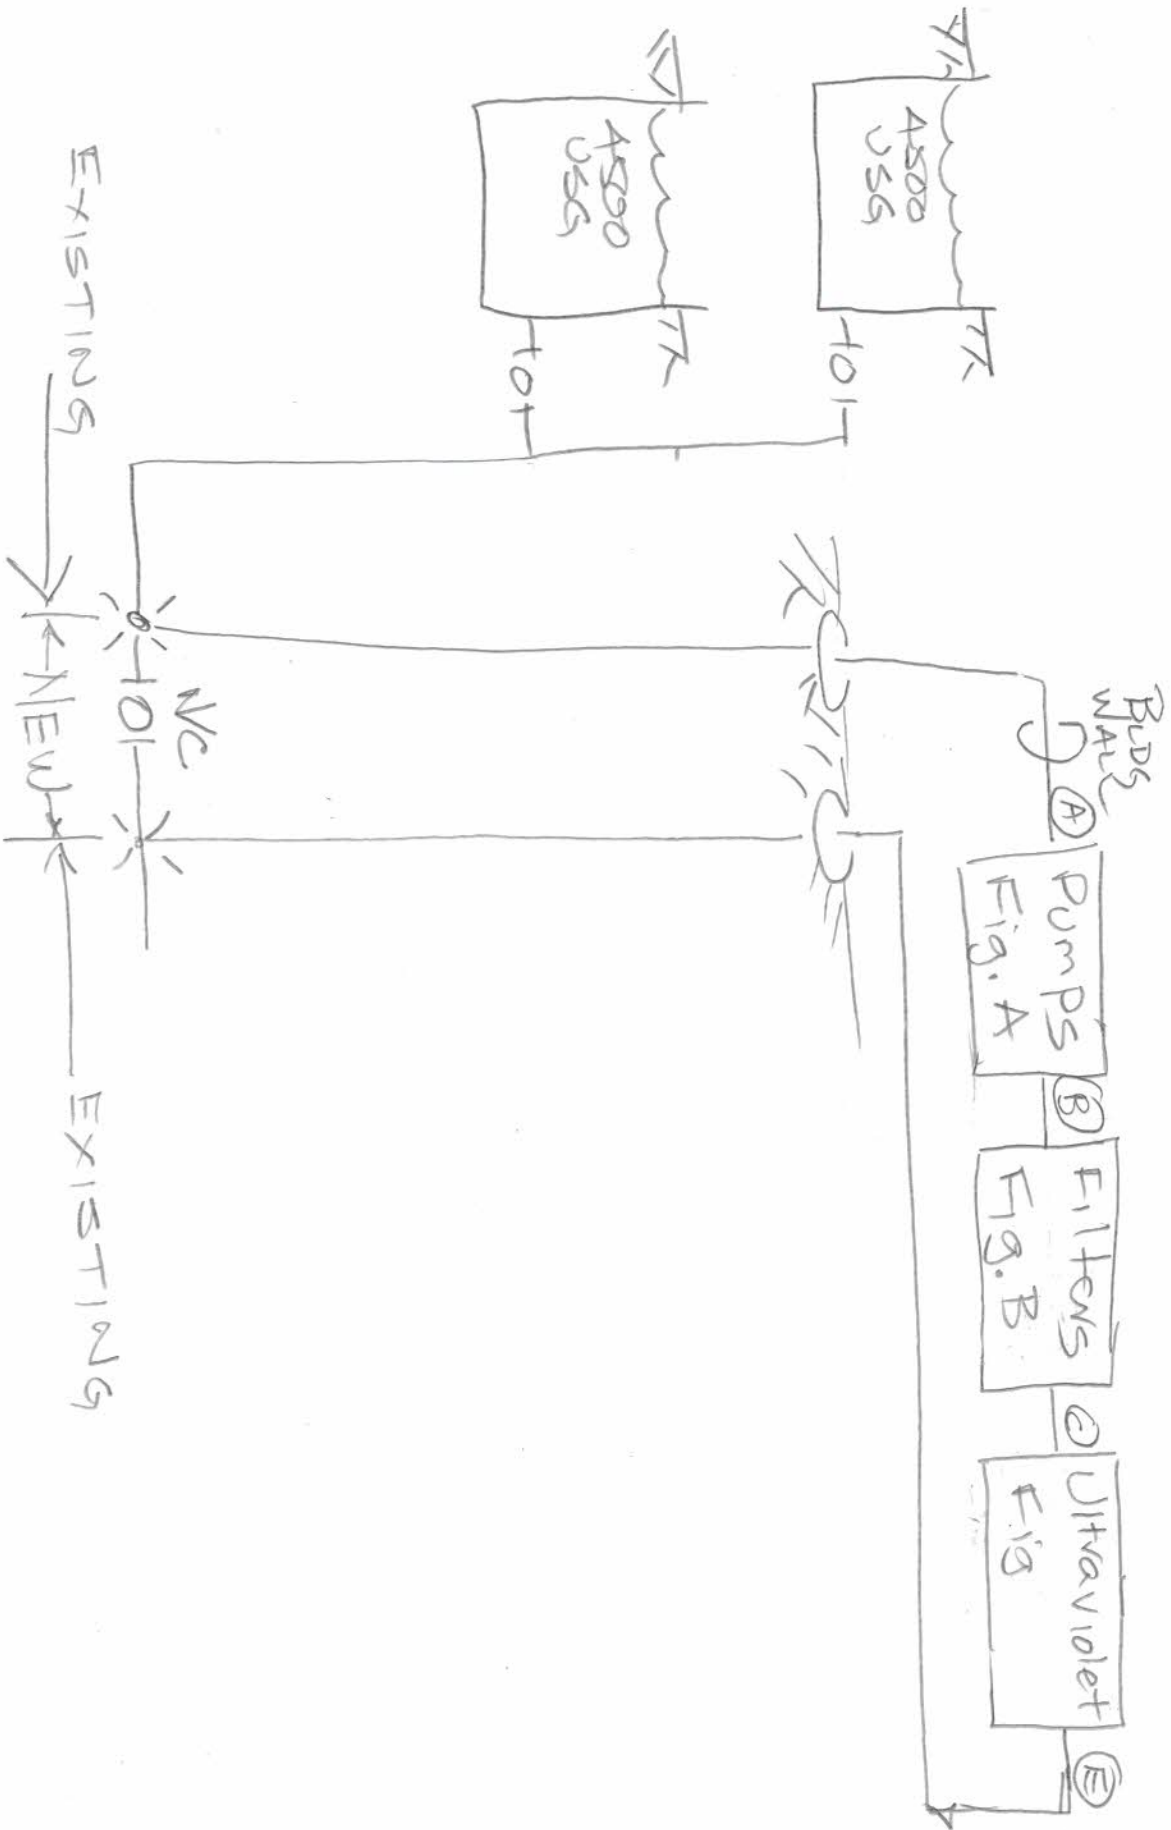 4500
USG
4500
USG
BLDG
WALL
A
Pumps
Fig. A
B
Filters
Fig. B
C
Ultraviolet
Fig
E
N/C
EXISTING
NEW
EXISTING